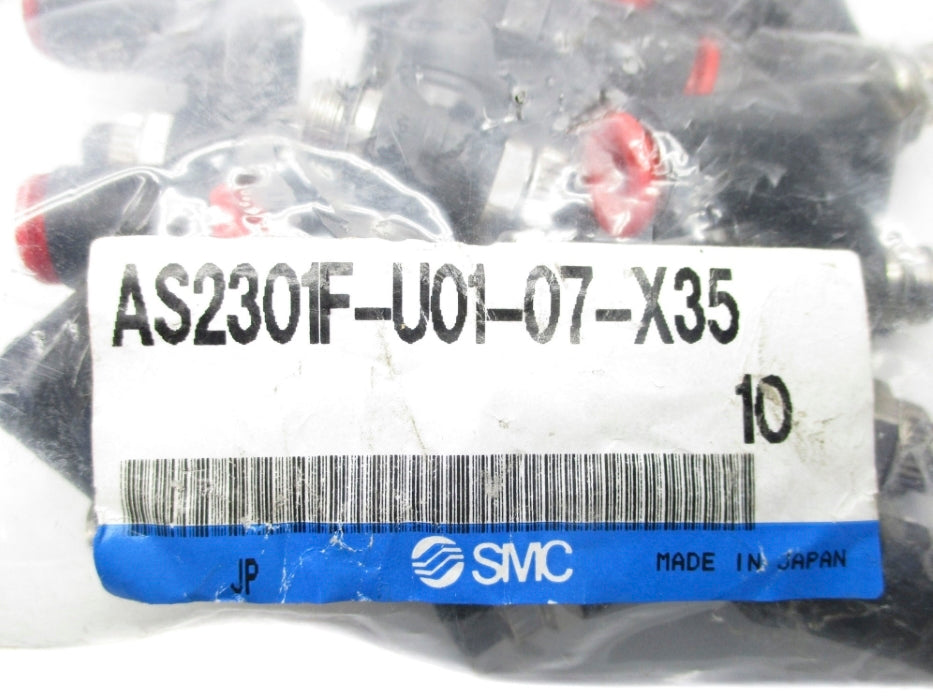 AS2301F-U01-07-X35
10
JP SMC MADE IN JAPAN